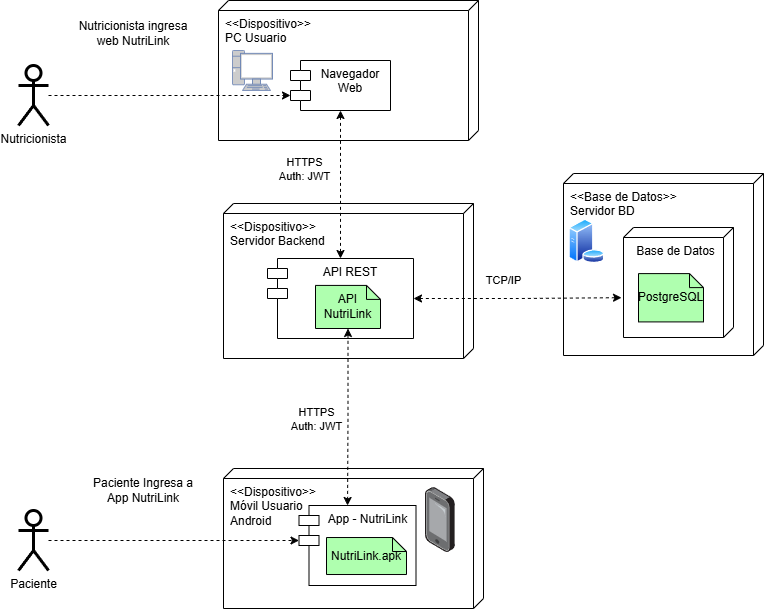 Nutricionista ingresa
web NutriLink
<<Dispositivo>>
PC Usuario
Navegador
Web
Nutricionista
HTTPS
Auth: JWT
<<Dispositivo>>
Servidor Backend
API REST
API
NutriLink
TCP/IP
<<Base de Datos>>
Servidor BD
Base de Datos
PostgreSQL
HTTPS
Auth: JWT
Paciente Ingresa a
App NutriLink
<<Dispositivo>>
Móvil Usuario
Android
App - NutriLink
NutriLink.apk
Paciente